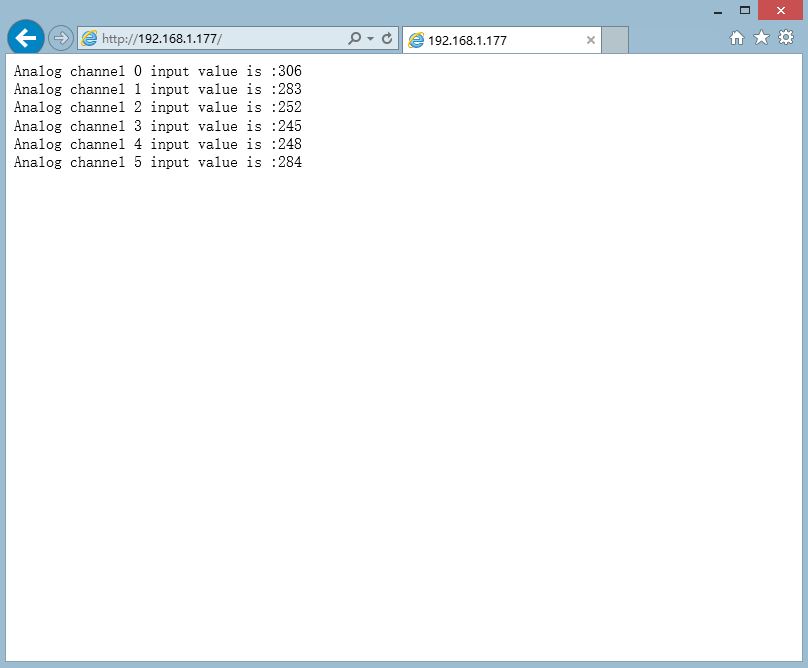 http://192.168.1.177/
192.168.1.177
Analog channel 0 input value is :306
Analog channel 1 input value is :283
Analog channel 2 input value is :252
Analog channel 3 input value is :245
Analog channel 4 input value is :248
Analog channel 5 input value is :284